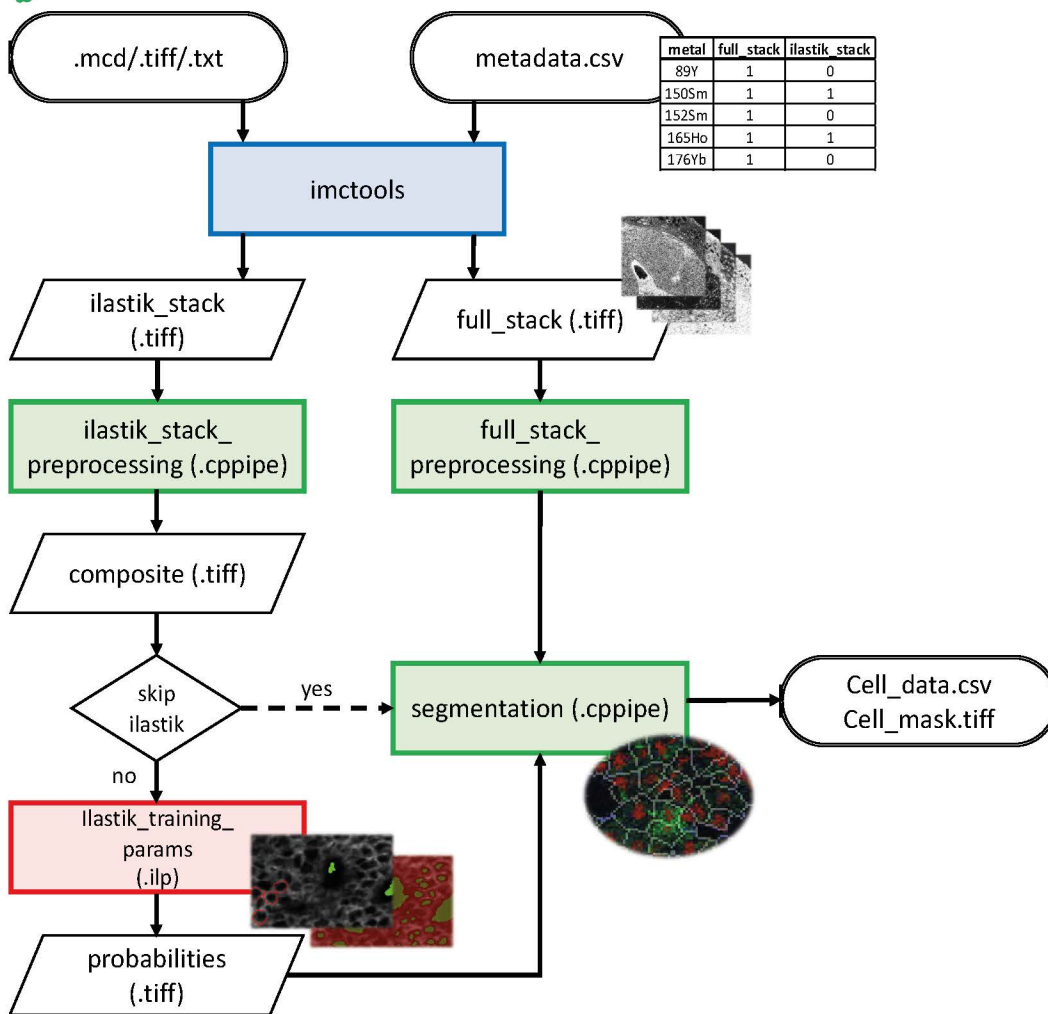 .mcd/.tiff/.txt
metadata.csv
metal full_stack ilastik_stack
89Y 1 0
150Sm 1 1
152Sm 1 0
165Ho 1 1
176Yb 1 0
imctools
ilastik_stack
(.tiff)
full_stack (.tiff)
ilastik_stack_
preprocessing (.cppipe)
full_stack_
preprocessing (.cppipe)
composite (.tiff)
skip
ilastik
yes
no
segmentation (.cppipe)
Cell_data.csv
Cell_mask.tiff
Ilastik_training_
params
(.ilp)
probabilities
(.tiff)